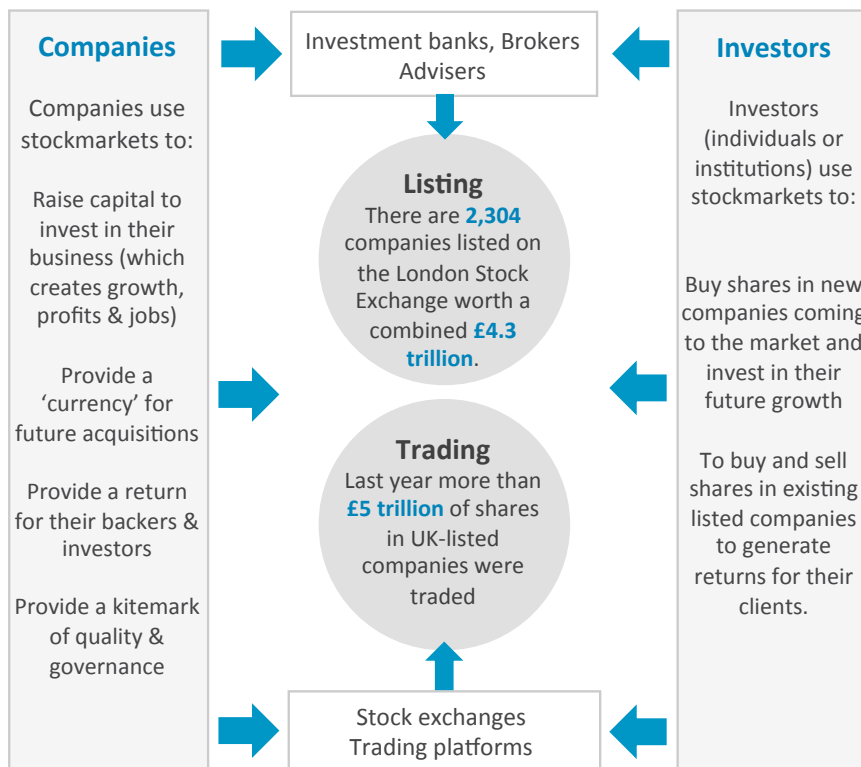 Companies
Companies use
stockmarkets to:
Raise capital to
invest in their
business (which
creates growth,
profits & jobs)
Provide a
‘currency’ for
future acquisitions
Provide a return
for their backers &
investors
Provide a kitemark
of quality &
governance
Investment banks, Brokers
Advisers
Listing
There are 2,304
companies listed on
the London Stock
Exchange worth a
combined £4.3
trillion.
Trading
Last year more than
£5 trillion of shares
in UK-listed
companies were
traded
Stock exchanges
Trading platforms
Investors
Investors
(individuals or
institutions) use
stockmarkets to:
Buy shares in new
companies coming
to the market and
invest in their
future growth
To buy and sell
shares in existing
listed companies
to generate
returns for their
clients.